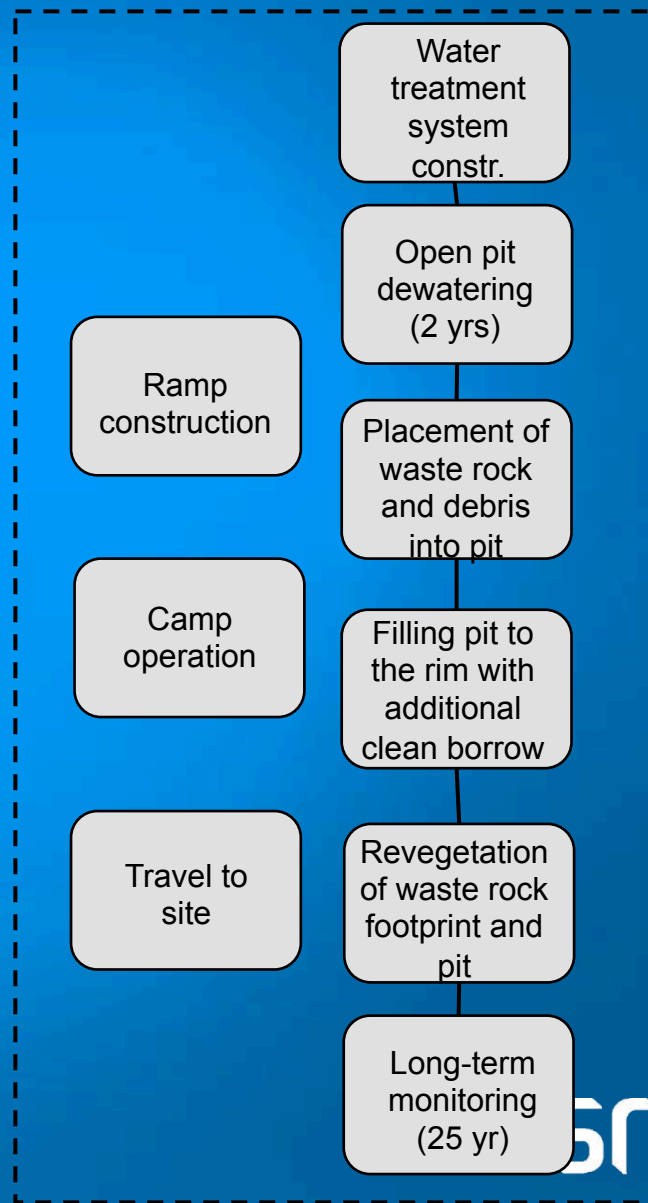 Water
treatment
system
constr.
Open pit
dewatering
(2 yrs)
Ramp
construction
Placement of
waste rock
and debris
into pit
Camp
operation
Filling pit to
the rim with
additional
clean borrow
Travel to
site
Revegetation
of waste rock
footprint and
pit
Long-term
monitoring
(25 yr)